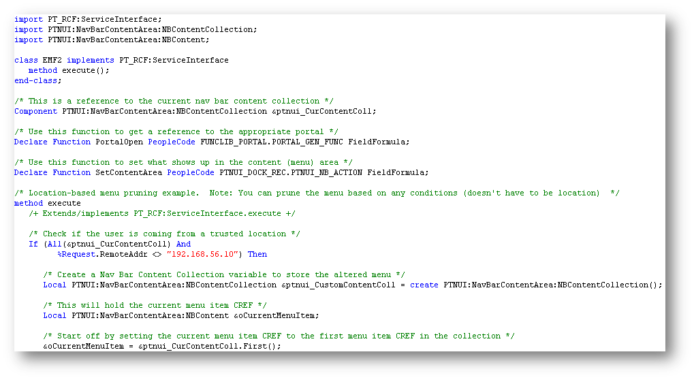 import PT_RCF:ServiceInterface;
import PTNUI:NavBarContentArea:NBContentCollection;
import PTNUI:NavBarContentArea:NBContent;
class EMF2 implements PT_RCF:ServiceInterface
method execute();
end-class;
/* This is a reference to the current nav bar content collection */
Component PTNUI:NavBarContentArea:NBContentCollection &ptnui_CurContentColl;
/* Use this function to get a reference to the appropriate portal */
Declare Function PortalOpen PeopleCode FUNCLIB_PORTAL.PORTAL_GEN_FUNC FieldFormula;
/* Use this function to set what shows up in the content (menu) area */
Declare Function SetContentArea PeopleCode PTNUI_DOCK_REC.PTNUI_NB_ACTION FieldFormula;
/* Location-based menu pruning example.  Note: You can prune the menu based on any conditions (doesn't have to be location)  */
method execute
/+ Extends/implements PT_RCF:ServiceInterface.execute +/
/* Check if the user is coming from a trusted location */
If (All(&ptnui_CurContentColl) And
%Request.RemoteAddr <> "192.168.56.10") Then
/* Create a Nav Bar Content Collection variable to store the altered menu */
Local PTNUI:NavBarContentArea:NBContentCollection &ptnui_CustomContentColl = create PTNUI:NavBarContentArea:NBContentCollection();
/* This will hold the current menu item CREF */
Local PTNUI:NavBarContentArea:NBContent &oCurrentMenuItem;
/* Start off by setting the current menu item CREF to the first menu item CREF in the collection */
&oCurrentMenuItem = &ptnui_CurContentColl.First();